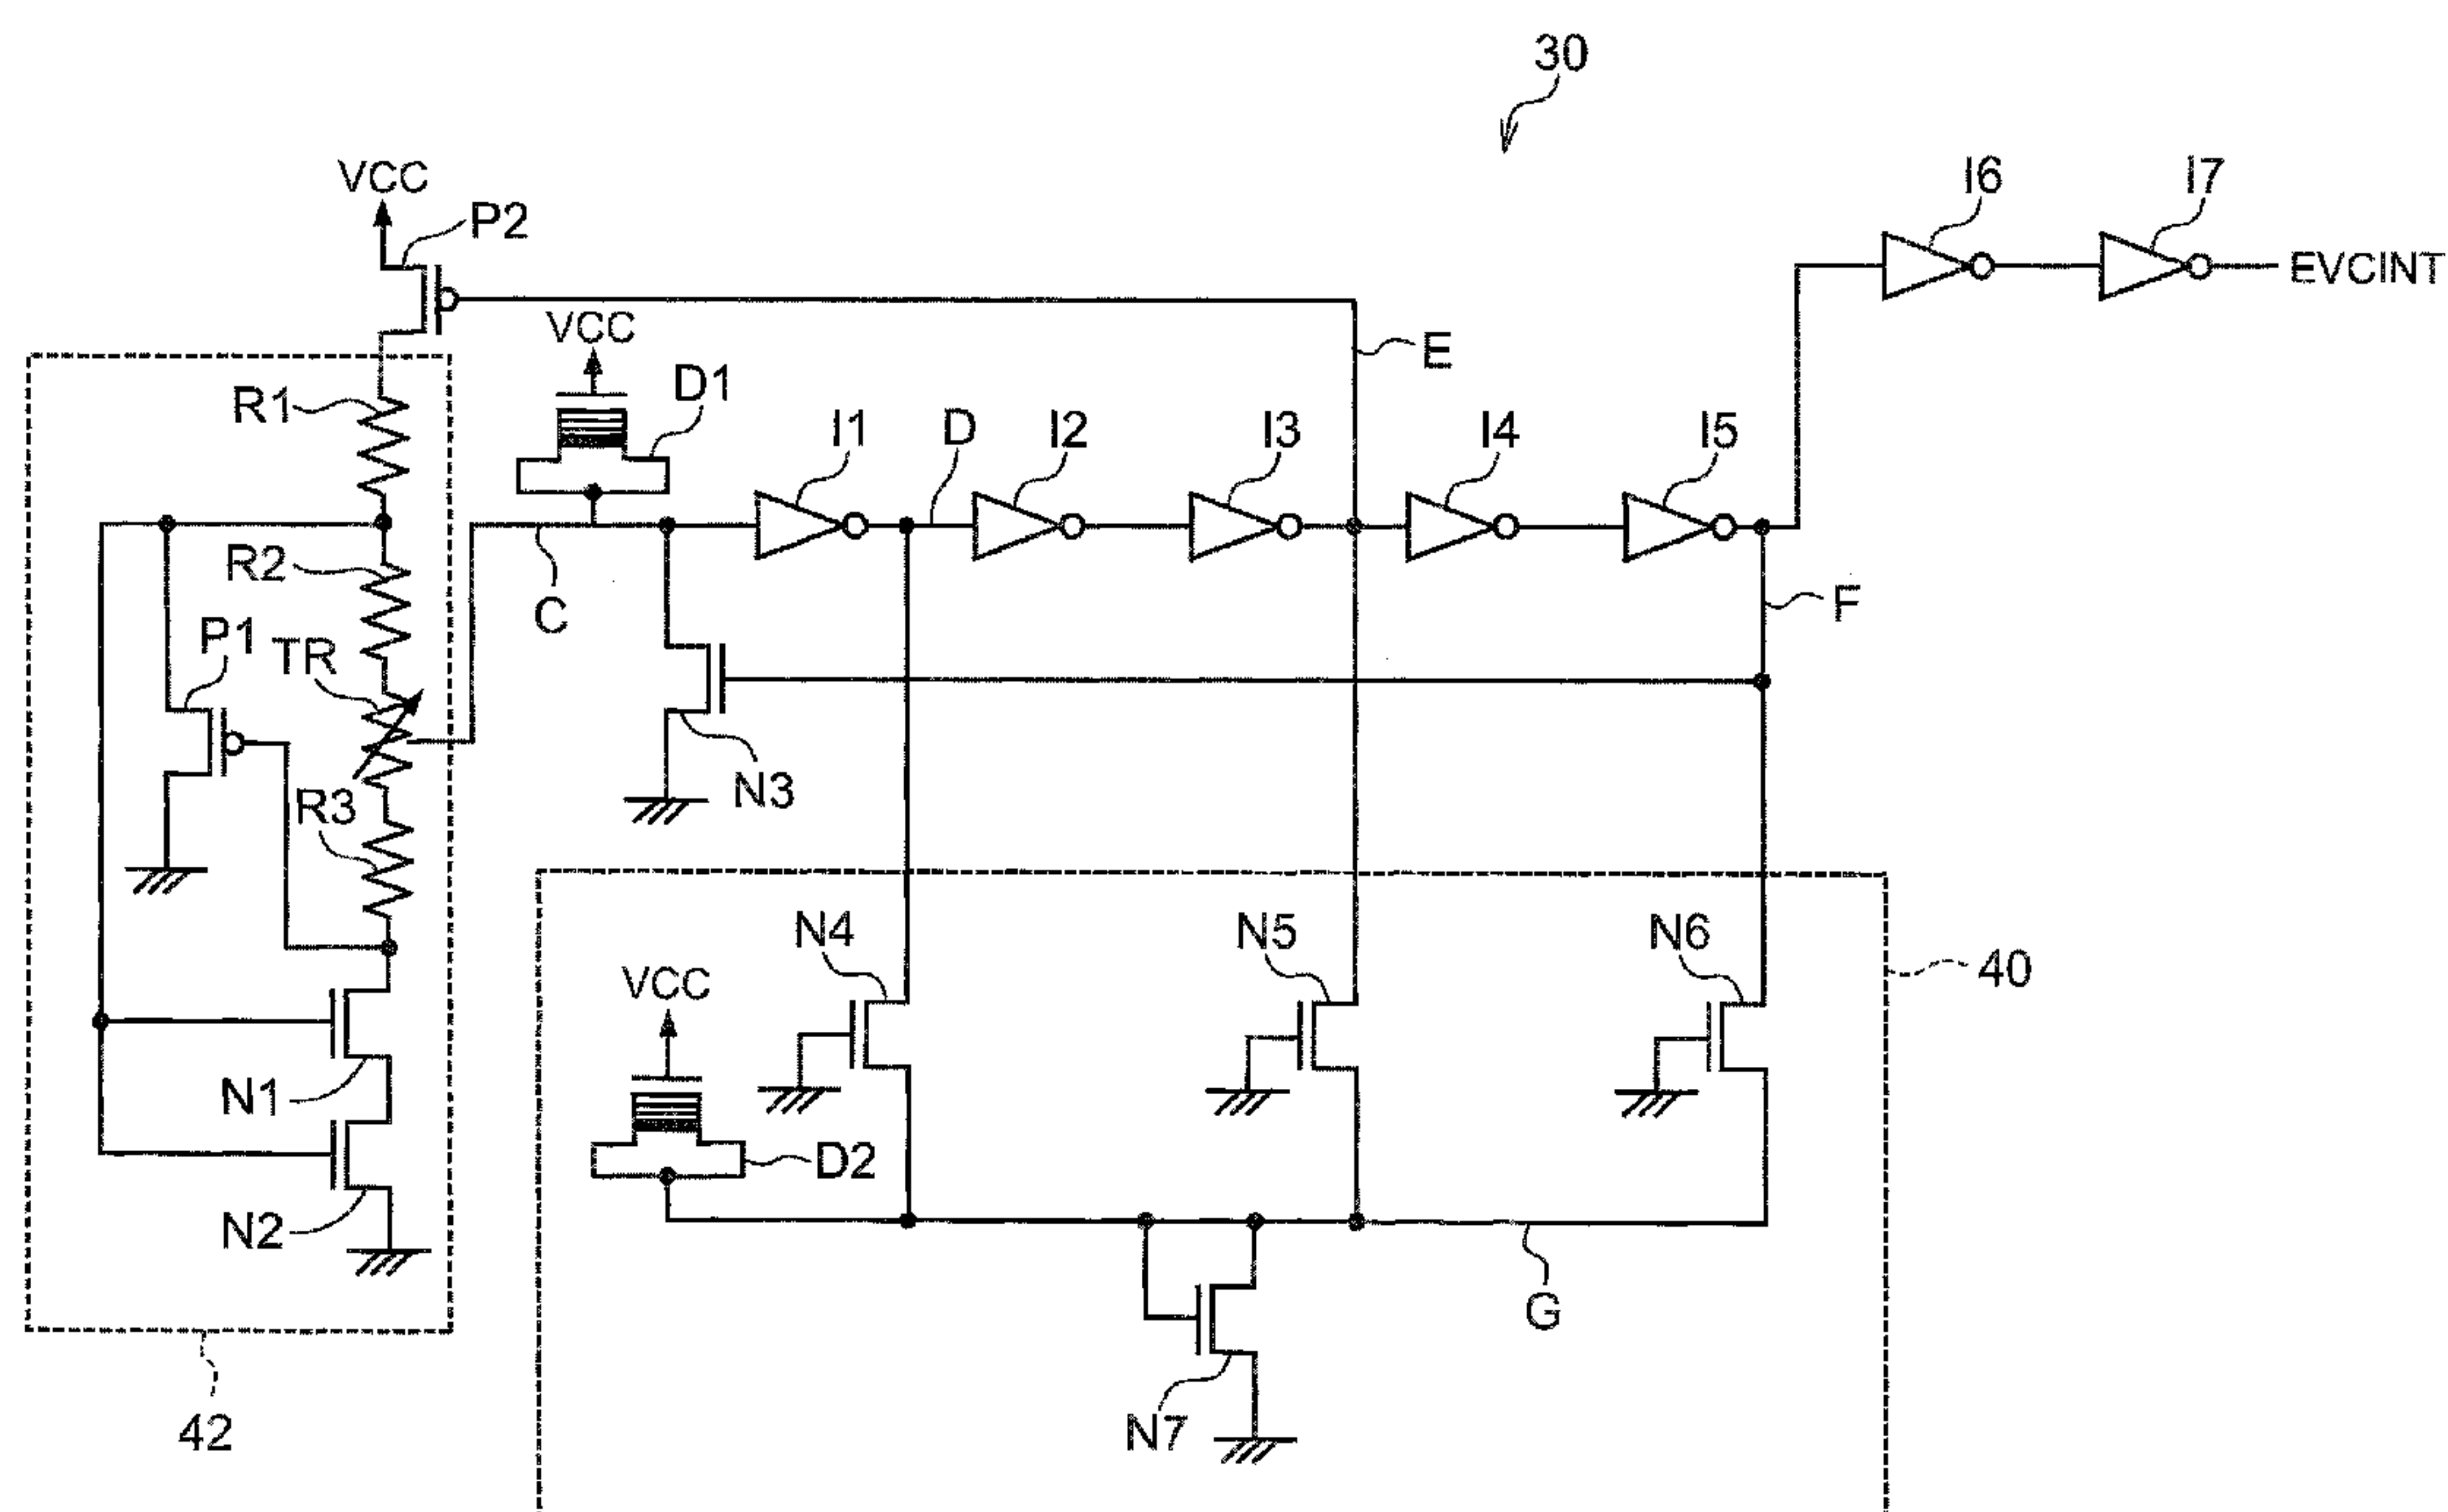 30
I6
I7
VCC
P2
EVCINT
VCC
E
D1
R1
I1
D
I2
I3
I4
I5
R2
C
F
P1
TR
N3
R3
N4
N5
N6
40
VCC
N1
D2
N2
G
N7
42